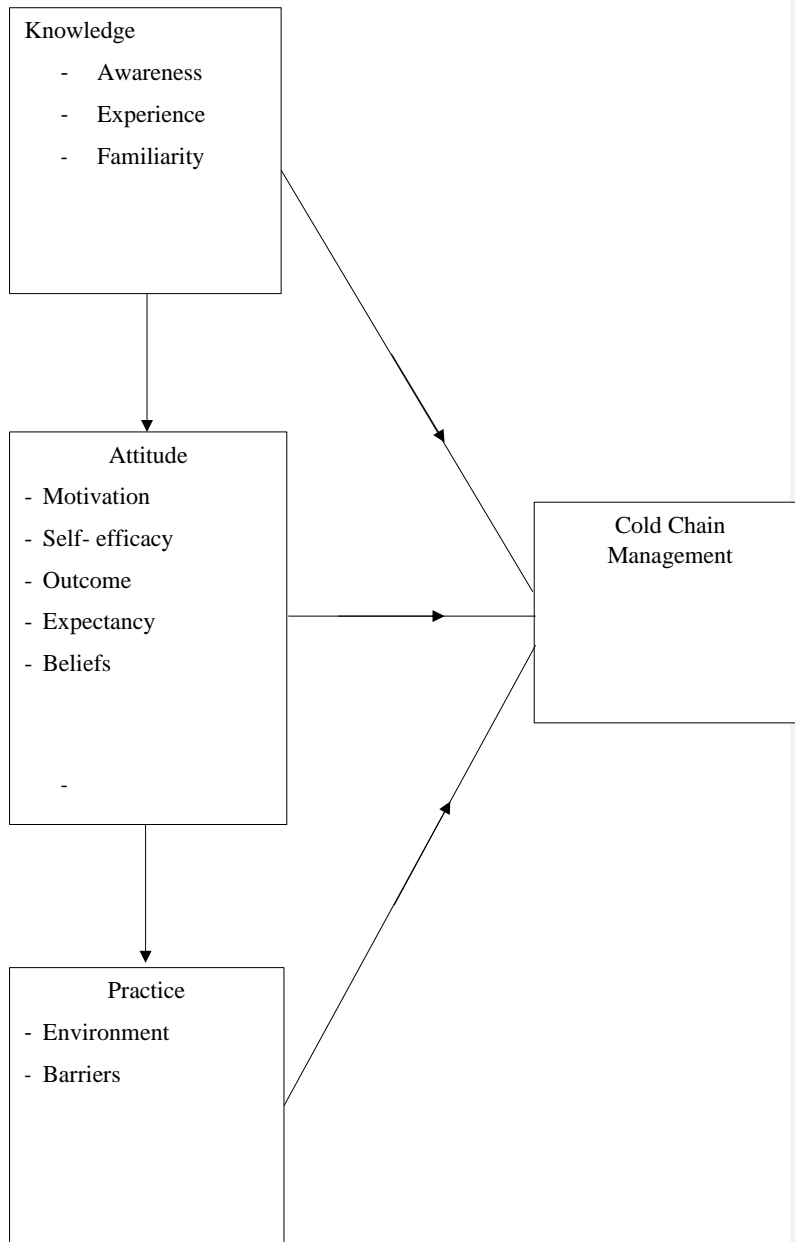 Knowledge
- Awareness
- Experience
- Familiarity
Attitude
- Motivation
- Self- efficacy
- Outcome
- Expectancy
- Beliefs
-
Cold Chain
Management
Practice
- Environment
- Barriers